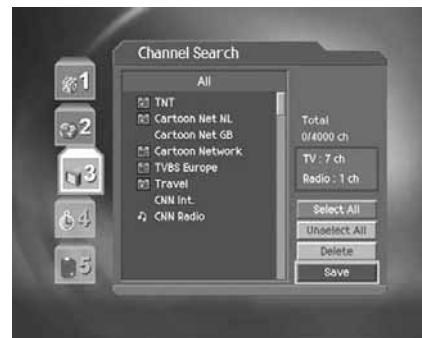 Channel Search
1
2
3
4
5
All
TNT
Cartoon Net NL
Cartoon Net GB
Cartoon Network
TVBS Europe
Travel
CNN Int.
CNN Radio
Total
0/4000 ch
TV : 7 ch
Radio : 1 ch
Select All
Unselect All
Delete
Save